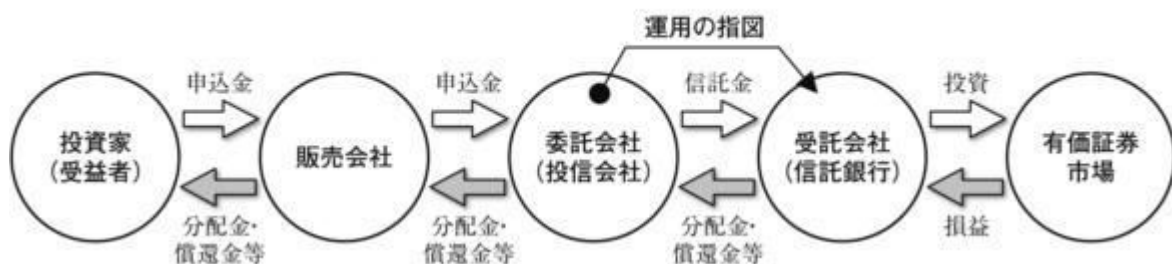 運用の指図
申込金
申込金
信託金
投資
投資家
（受益者）
販売会社
委託会社
（投信会社）
受託会社
（信託銀行）
有価証券
市場
分配金・
償還金等
分配金・
償還金等
分配金・
償還金等
損益